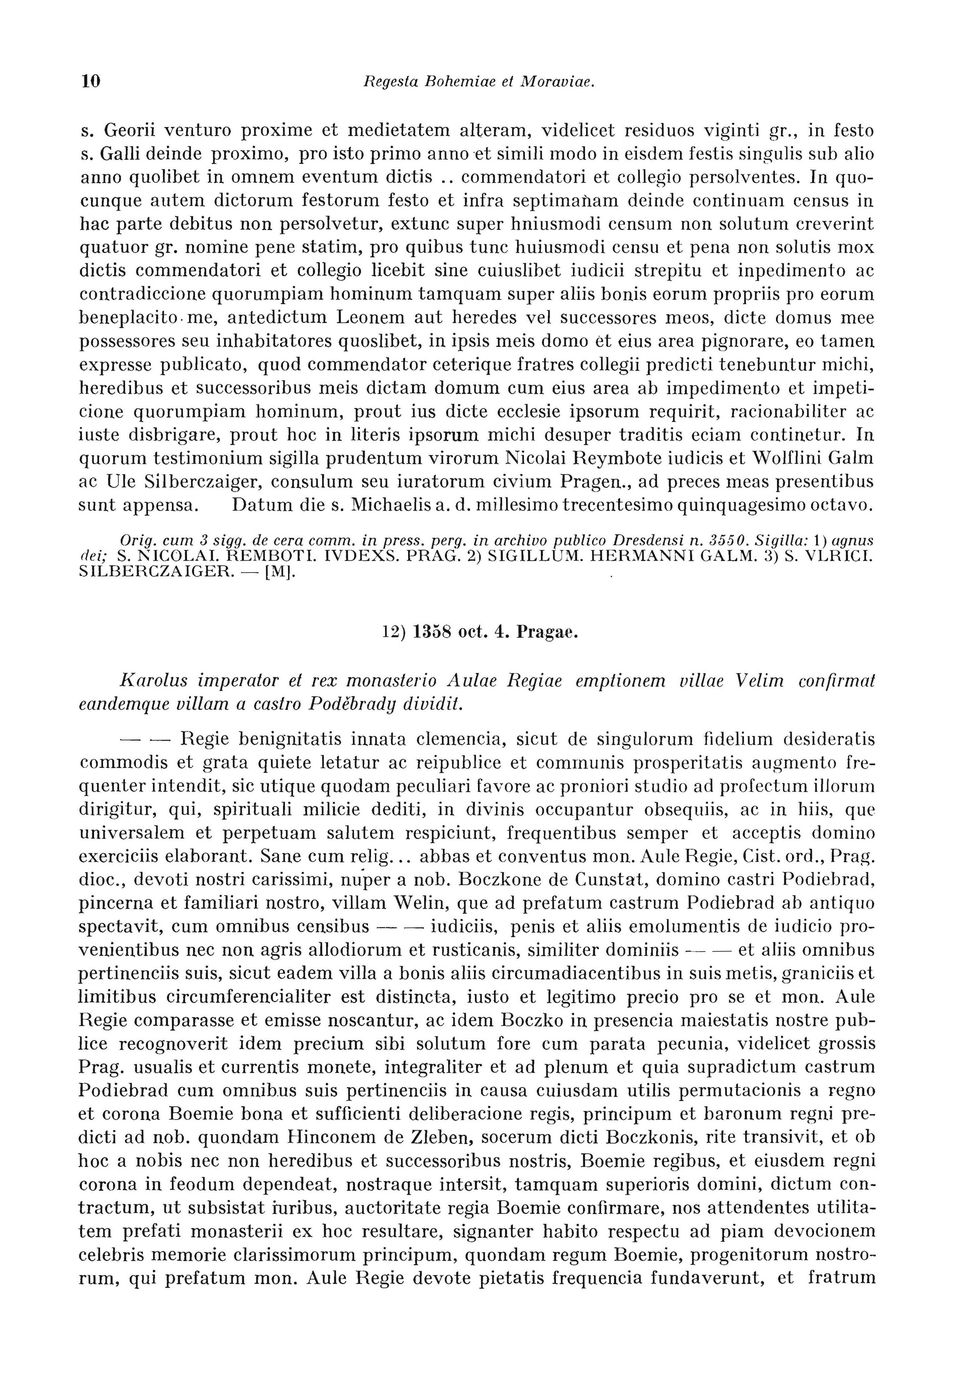 10 Regesta Bohemiae et Moraviae.
s. Georii venturo proxime et medietatem alteram, videlicet residuos viginti gr., in festo
s. Galli deinde proximo, pro isto primo anno et simili modo in eisdem festis singulis sub alio
anno quolibet in omnem eventum dictis .. commendatori et collegio persolventes. In quo-
cunque autem dictorum festorum festo et infra septimanam deinde continuam census in
hac parte debitus non persolvetur, extunc super hniusmodi censum non solutum creverint
quatuor gr. nomine pene statim, pro quibus tunc huiusmodi censu et pena non solutis mox
dictis commendatori et collegio licebit sine cuiuslibet iudicii strepitu et inpedimento ac
contradiccione quorumpiam hominum tamquam super aliis bonis eorum propriis pro eorum
beneplacito me, antedictum Leonem aut heredes vel successores meos, dicte domus mee
possessores seu inhabitatores quoslibet, in ipsis meis domo et eius area pignorare, eo tamen
expresse publicato, quod commendator ceterique fratres collegii predicti tenebuntur michi,
heredibus et successoribus meis dictam domum cum eius area ab impedimento et impeti-
cione quorumpiam hominum, prout ius dicte ecclesie ipsorum requirit, racionabiliter ac
iuste disbrigare, prout hoc in literis ipsorum michi desuper traditis eciam continetur. In
quorum testimonium sigilla prudentum virorum Nicolai Reymbote iudicis et Wolflini Galm
ac Ule Silberczaiger, consulum seu iuratorum civium Pragen., ad preces meas presentibus
sunt appensa. Datum die s. Michaelis a. d. millesimo trecentesimo quinquagesimo octavo.
Orig. cum 3 sigg. de cera comm. in press. perg. in archivo publico Dresdensi n. 3550. Sigilla: 1) agnus
dei; S. NICOLAI. REMBOTI. IVDEXS. PRAG. 2) SIGILLUM. HERMANNI GALM. 3) S. VLRICI.
SILBERCZAIGER. — [M].
12) 1358 oct. 4. Pragae.
Karolus imperator et rex monasterio Aulae Regiae emptionem villae Velim confirmat
eandemque villam a castro Poděbrady dividit.
— — Regie benignitatis innata clemencia, sicut de singulorum fidelium desideratis
commodis et grata quiete letatur ac reipublice et communis prosperitatis augmento fre-
quenter intendit, sic utique quodam peculiari favore ac proniori studio ad profectum illorum
dirigitur, qui, spirituali milicie dediti, in divinis occupantur obsequiis, ac in hiis, que
universalem et perpetuam salutem respiciunt, frequentibus semper et acceptis domino
exerciciis elaborant. Sane cum relig... abbas et conventus mon. Aule Regie, Cist. ord., Prag.
dioc., devoti nostri carissimi, nuper a nob. Boczkone de Cunstat, domino castri Podiebrad,
pincerna et familiari nostro, villam Welin, que ad prefatum castrum Podiebrad ab antiquo
spectavit, cum omnibus censibus — — iudiciis, penis et aliis emolumentis de iudicio pro-
venientibus nec non agris allodiorum et rusticanis, similiter dominiis — — et aliis omnibus
pertinenciis suis, sicut eadem villa a bonis aliis circumadiacentibus in suis metis, graniciis et
limitibus circumferencialiter est distincta, iusto et legitimo precio pro se et mon. Aule
Regie comparasse et emisse noscantur, ac idem Boczko in presencia maiestatis nostre pub-
lice recognoverit idem precium sibi solutum fore cum parata pecunia, videlicet grossis
Prag. usualis et currentis monete, integraliter et ad plenum et quia supradictum castrum
Podiebrad cum omnibus suis pertinenciis in causa cuiusdam utilis permutacionis a regno
et corona Boemie bona et sufficienti deliberacione regis, principum et baronum regni pre-
dicti ad nob. quondam Hinconem de Zleben, socerum dicti Boczkonis, rite transivit, et ob
hoc a nobis nec non heredibus et successoribus nostris, Boemie regibus, et eiusdem regni
corona in feodum dependeat, nostraque intersit, tamquam superioris domini, dictum con-
tractum, ut subsistat iuribus, auctoritate regia Boemie confirmare, nos attendentes utilita-
tem prefati monasterii ex hoc resultare, signanter habito respectu ad piam devocionem
celebris memorie clarissimorum principum, quondam regum Boemie, progenitorum nostro-
rum, qui prefatum mon. Aule Regie devote pietatis frequencia fundaverunt, et fratrum